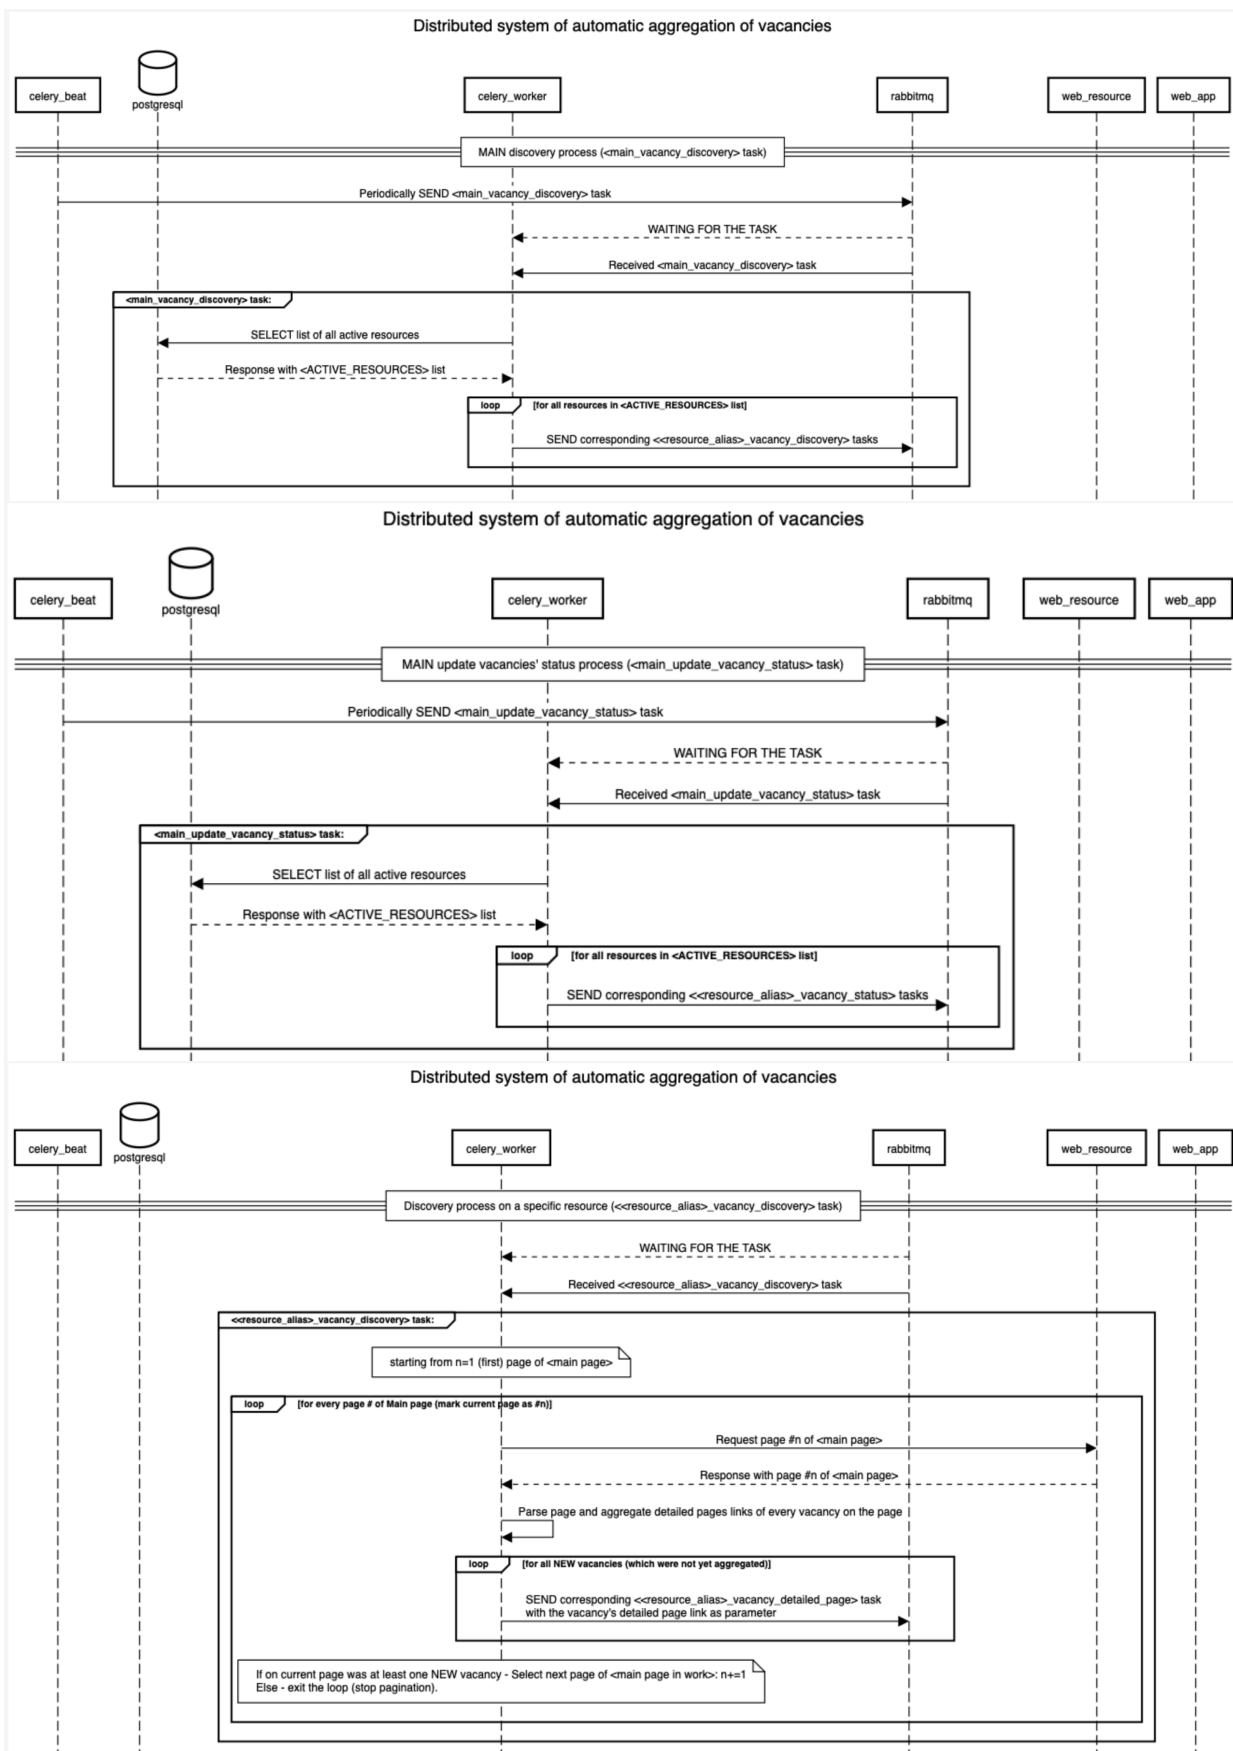 Distributed system of automatic aggregation of vacancies
celery_beat
postgresql
celery_worker
rabbitmq
web_resource
web_app
MAIN discovery process (<main_vacancy_discovery> task)
Periodically SEND <main_vacancy_discovery> task
WAITING FOR THE TASK
Received <main_vacancy_discovery> task
<main_vacancy_discovery> task:
SELECT list of all active resources
Response with <ACTIVE_RESOURCES> list
loop
[for all resources in <ACTIVE_RESOURCES> list]
SEND corresponding <<resource_alias>_vacancy_discovery> tasks
Distributed system of automatic aggregation of vacancies
celery_beat
postgresql
celery_worker
rabbitmq
web_resource
web_app
MAIN update vacancies' status process (<main_update_vacancy_status> task)
Periodically SEND <main_update_vacancy_status> task
WAITING FOR THE TASK
Received <main_update_vacancy_status> task
<main_update_vacancy_status> task:
SELECT list of all active resources
Response with <ACTIVE_RESOURCES> list
loop
[for all resources in <ACTIVE_RESOURCES> list]
SEND corresponding <<resource_alias>_vacancy_status> tasks
Distributed system of automatic aggregation of vacancies
celery_beat
postgresql
celery_worker
rabbitmq
web_resource
web_app
Discovery process on a specific resource (<<resource_alias>_vacancy_discovery> task)
WAITING FOR THE TASK
Received <<resource_alias>_vacancy_discovery> task
<<resource_alias>_vacancy_discovery> task:
starting from n=1 (first) page of <main page>
loop
[for every page # of Main page (mark current page as #n)]
Request page #n of <main page>
Response with page #n of <main page>
Parse page and aggregate detailed pages links of every vacancy on the page
loop
[for all NEW vacancies (which were not yet aggregated)]
SEND corresponding <<resource_alias>_vacancy_detailed_page> task
with the vacancy's detailed page link as parameter
If on current page was at least one NEW vacancy - Select next page of <main page in work>: n+=1
Else - exit the loop (stop pagination).